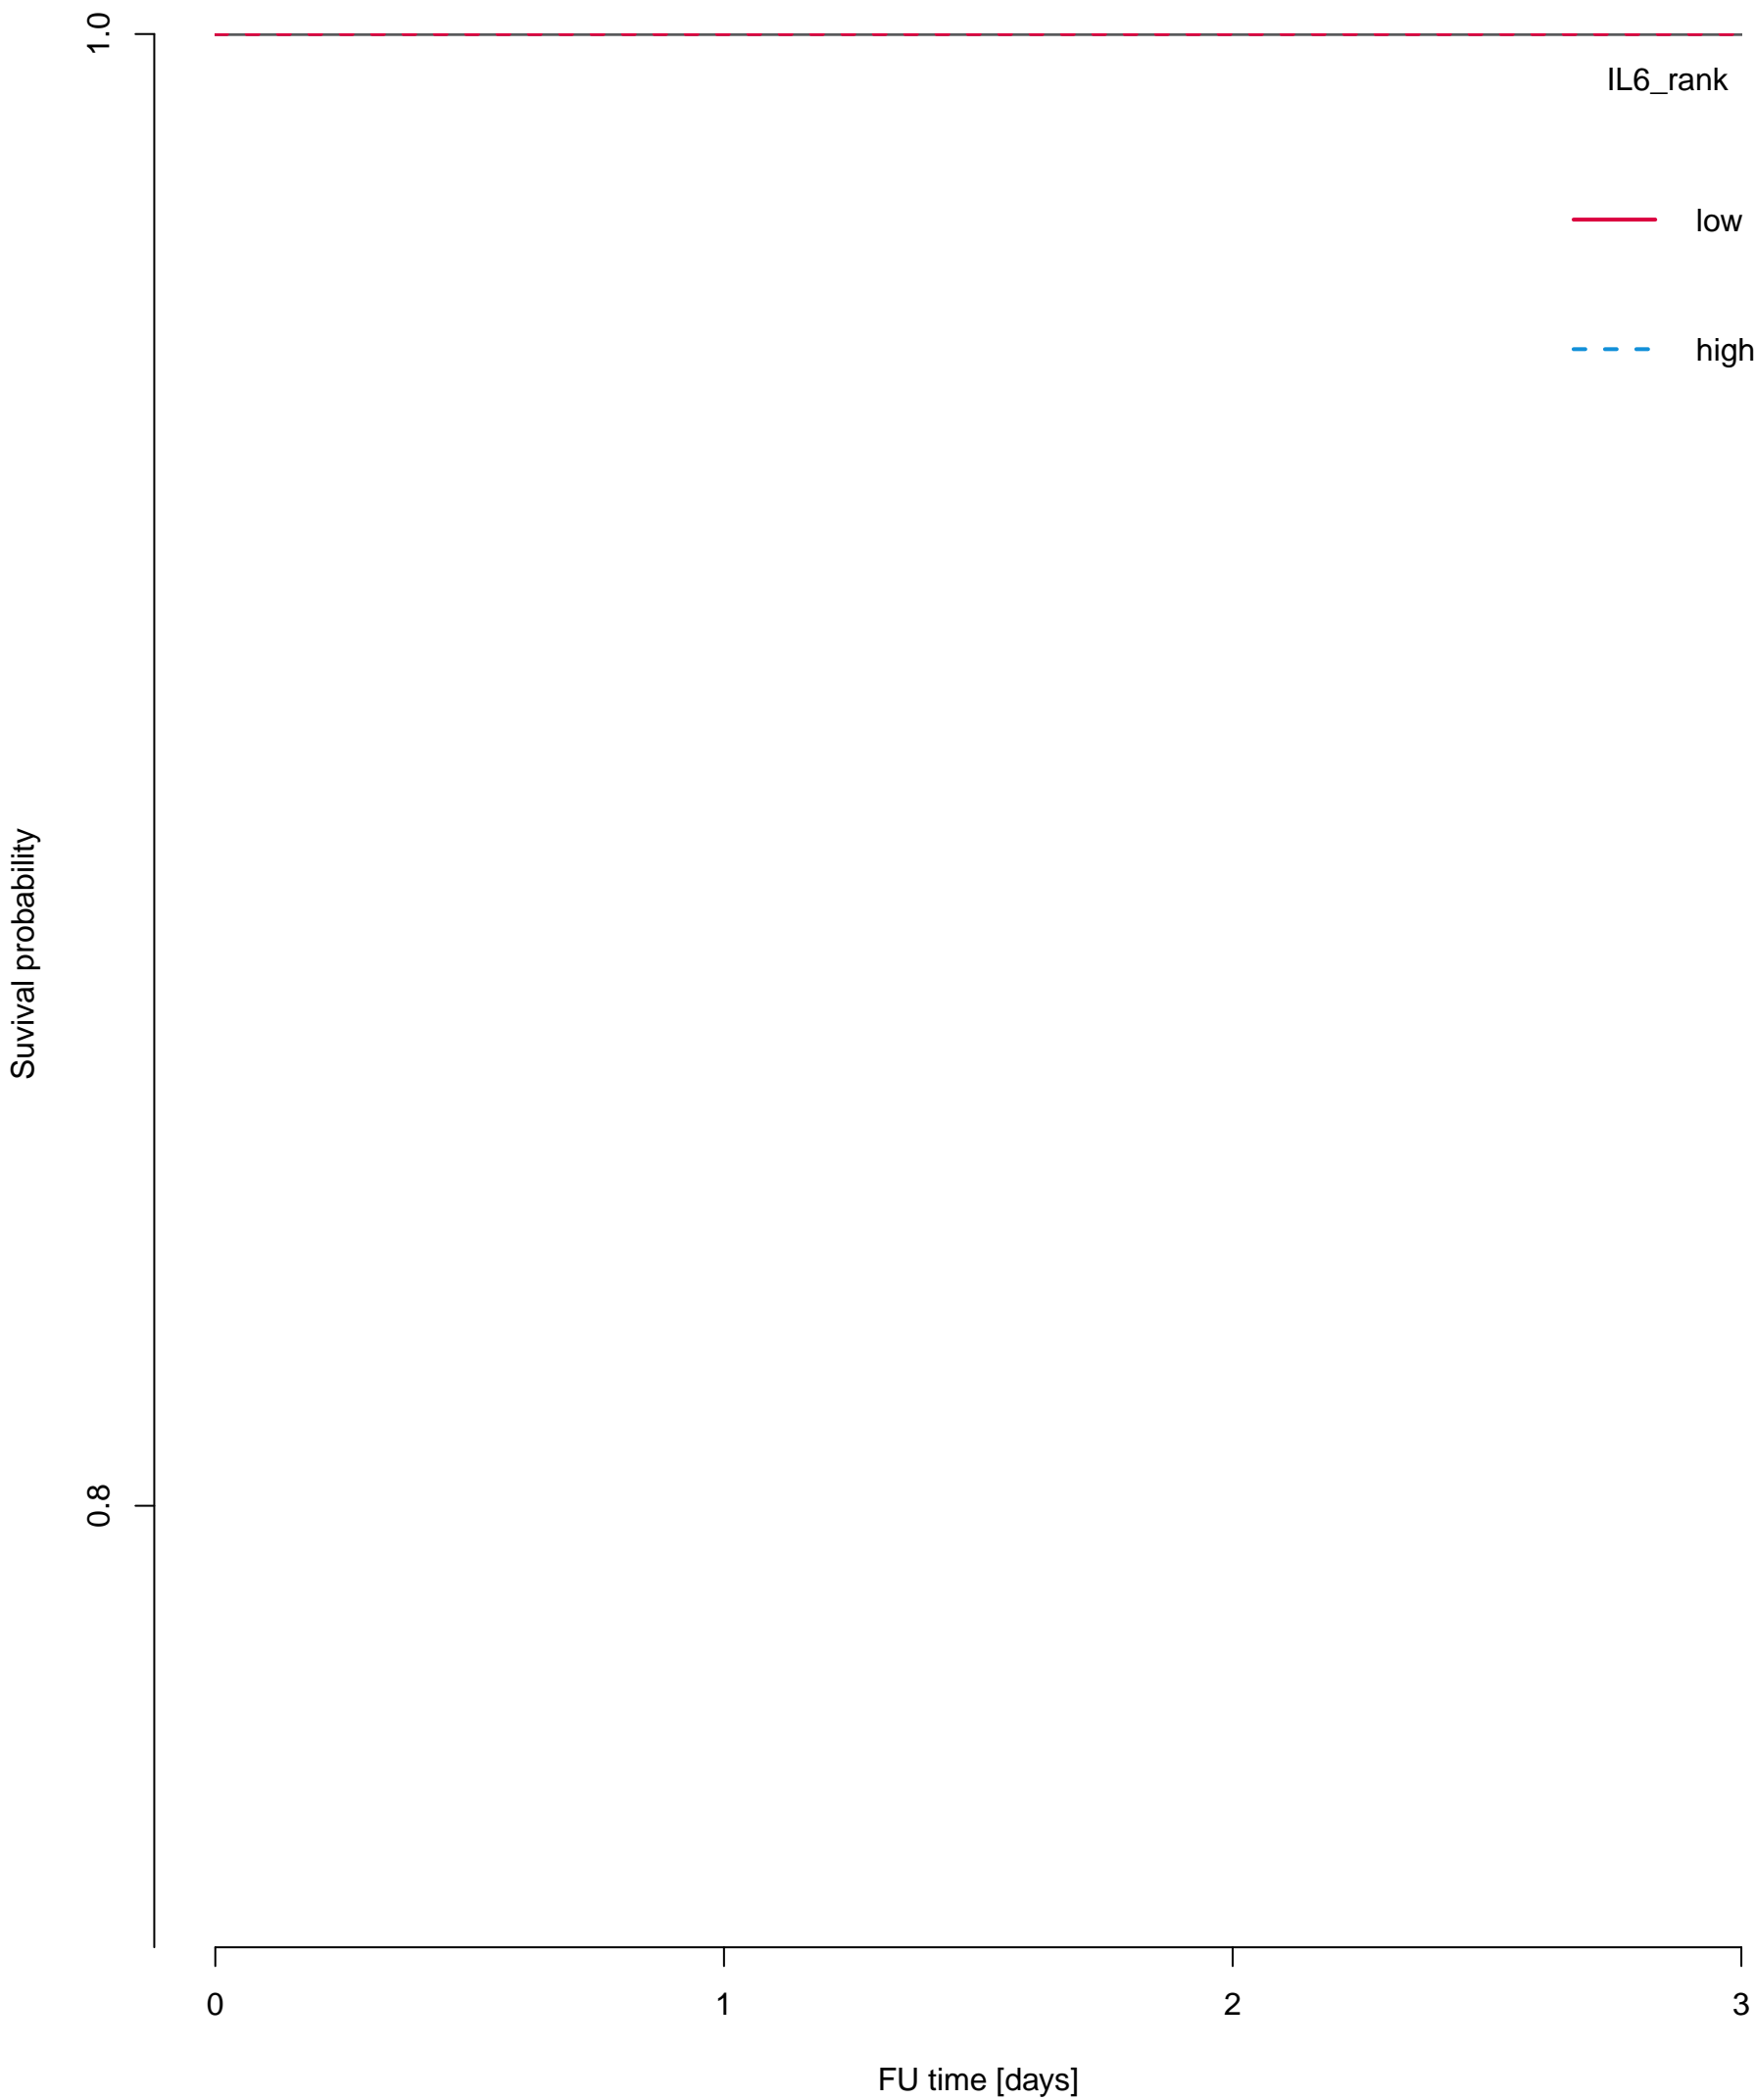 1.0
IL6_rank
low
high
Suvival probability
0.8
0 1 2 3
FU time [days]